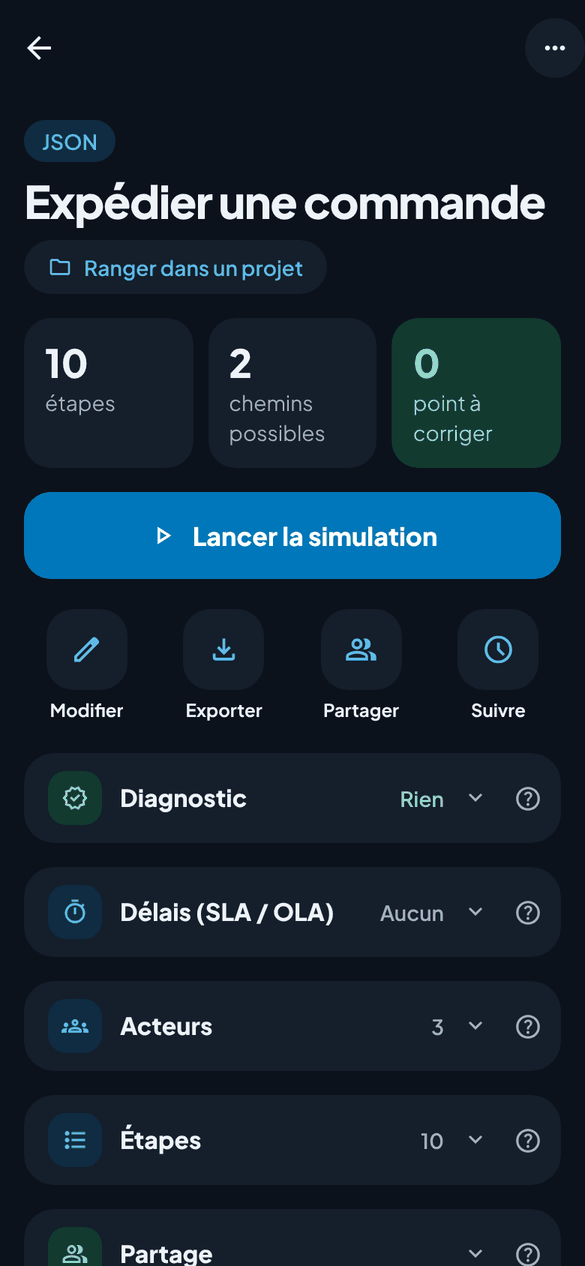 JSON
Expédier une commande
Ranger dans un projet
10
étapes
2
chemins
possibles
0
point à
corriger
Lancer la simulation
Modifier
Exporter
Partager
Suivre
Diagnostic Rien
Délais (SLA / OLA) Aucun
Acteurs 3
Étapes 10
Partage